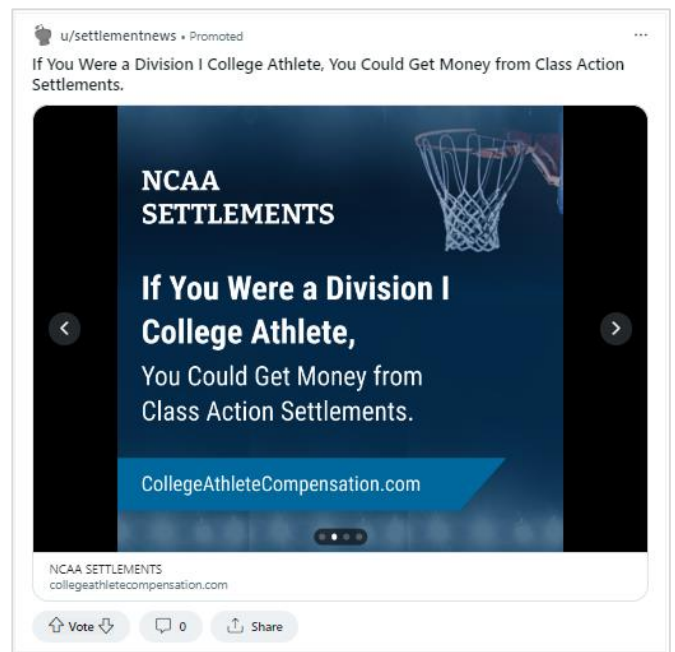 u/settlementnews • Promoted
If You Were a Division I College Athlete, You Could Get Money from Class Action
Settlements.
NCAA
SETTLEMENTS
If You Were a Division I
College Athlete,
You Could Get Money from
Class Action Settlements.
CollegeAthleteCompensation.com
NCAA SETTLEMENTS
collegeathletecompensation.com
Vote
0
Share